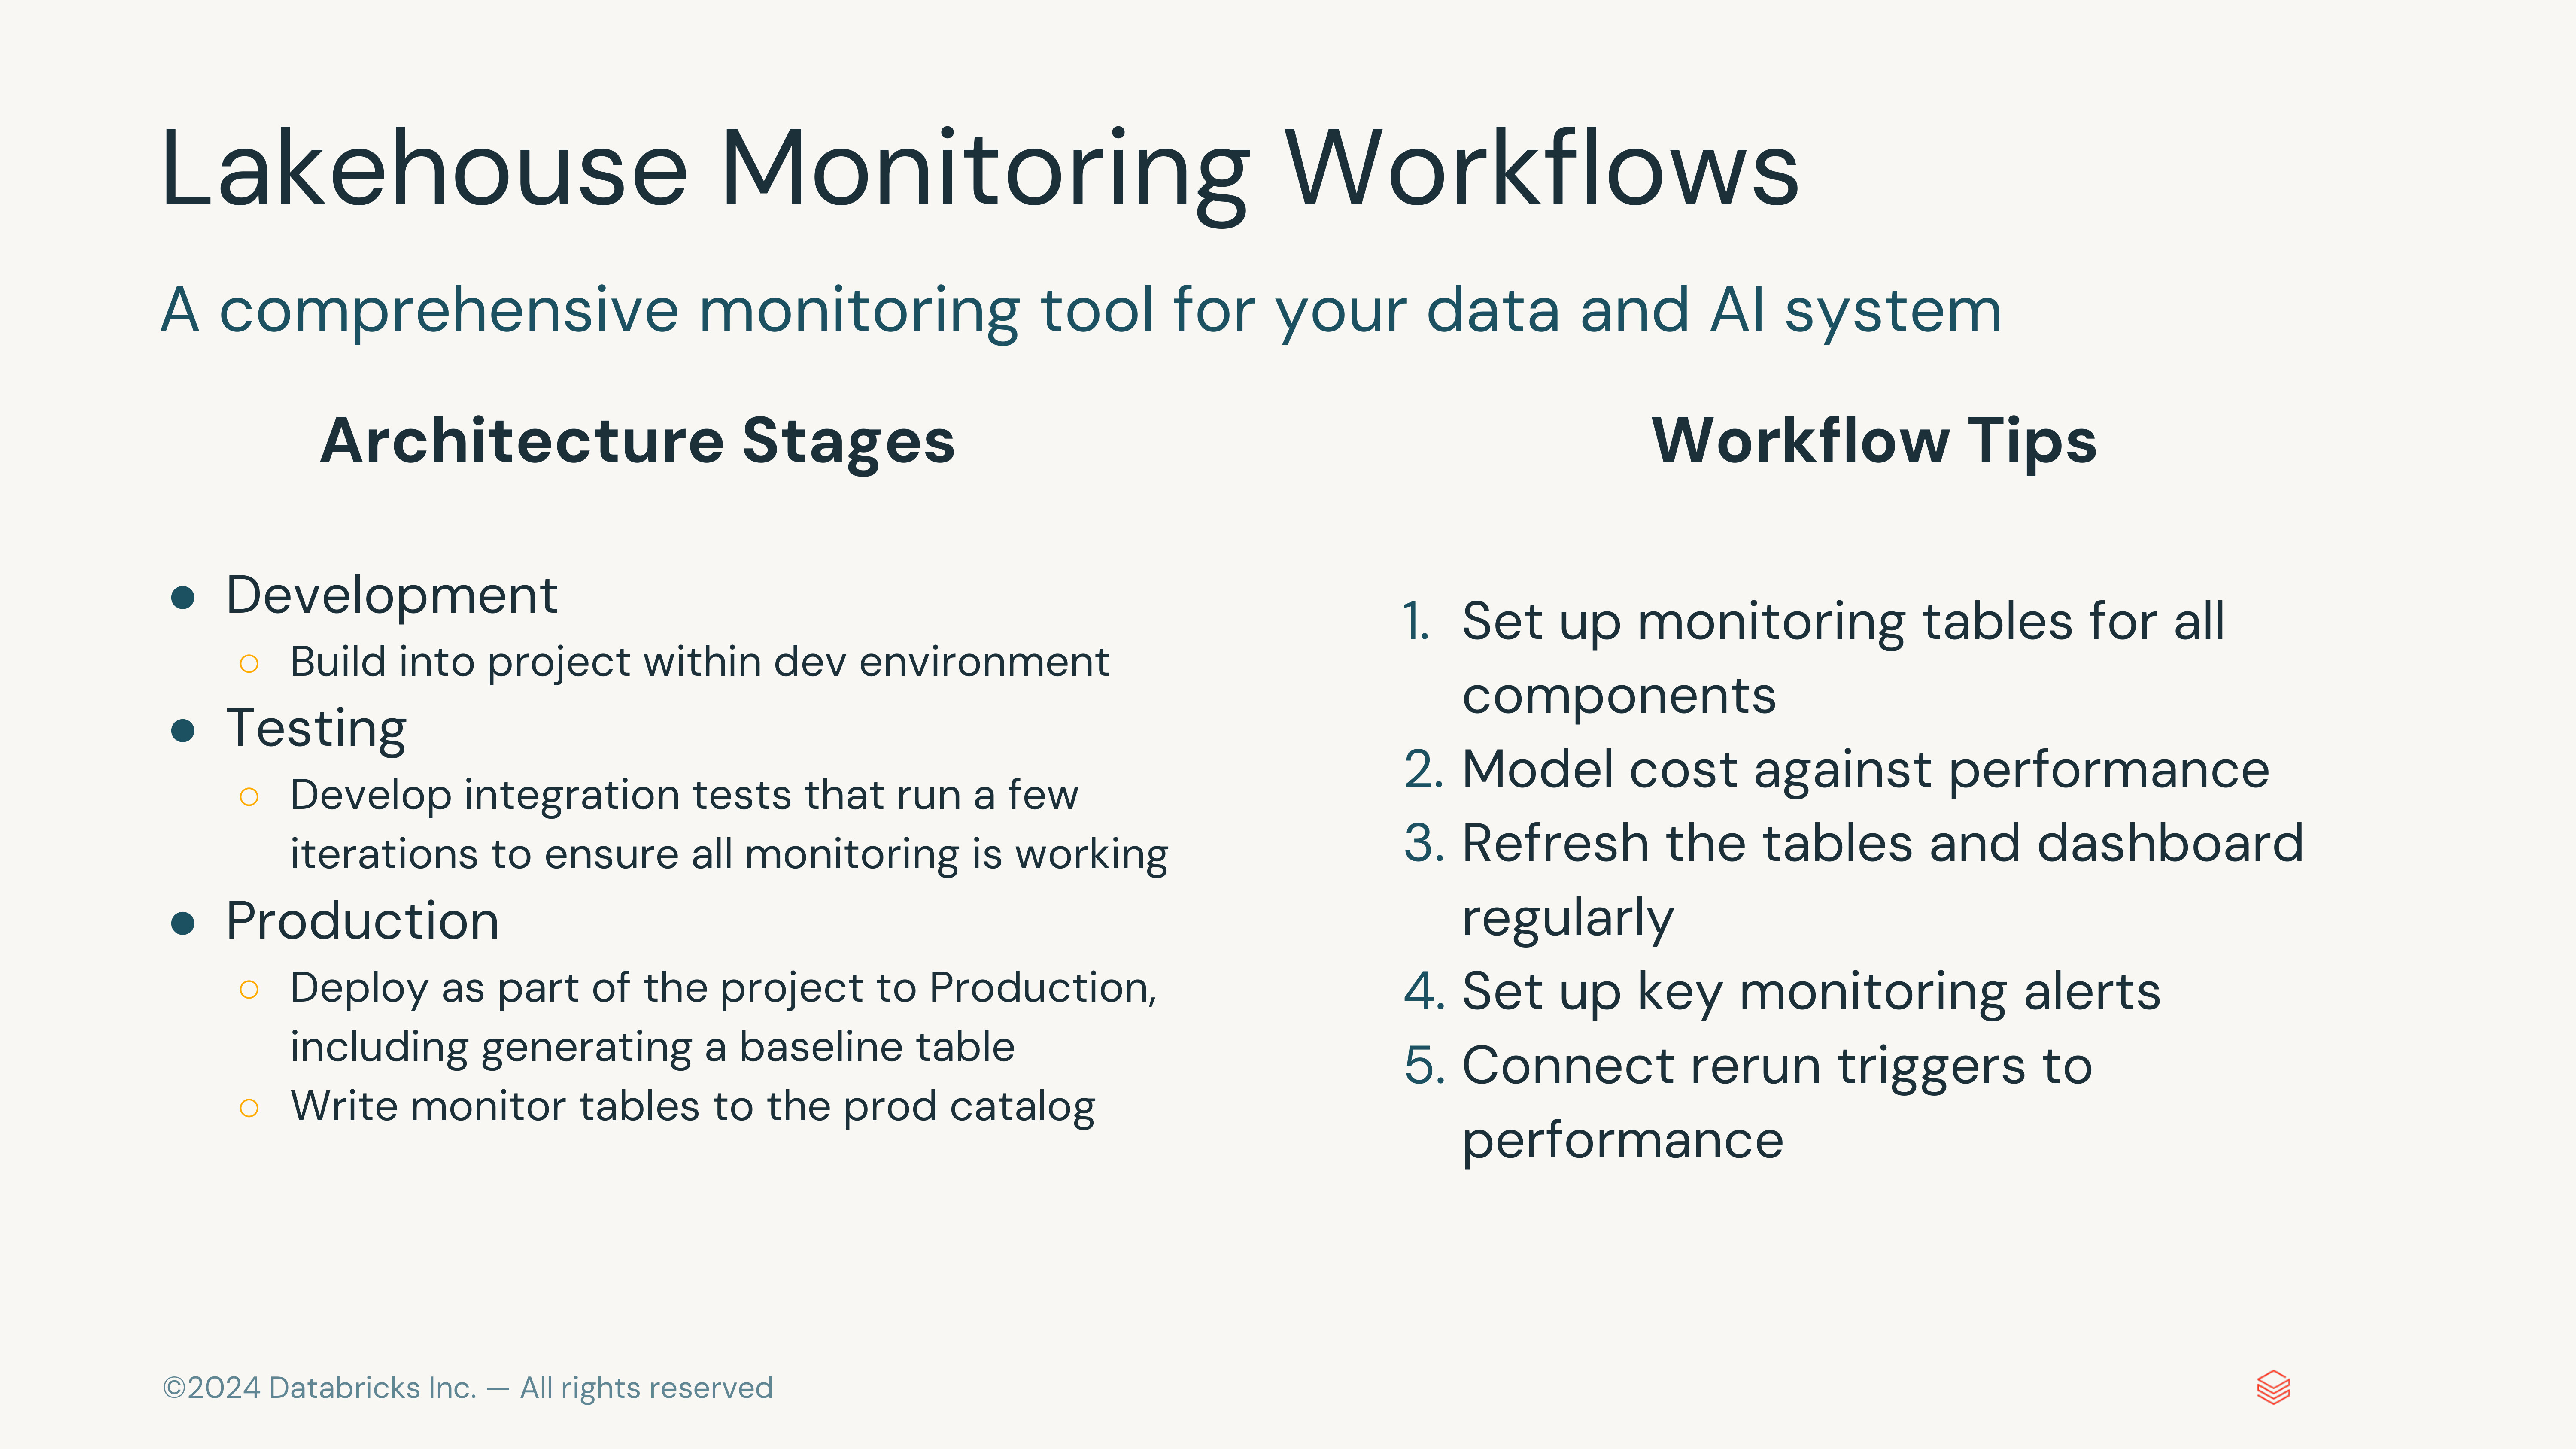 Lakehouse Monitoring Workflows
A comprehensive monitoring tool for your data and AI system
Architecture Stages
● Development
○ Build into project within dev environment
● Testing
○ Develop integration tests that run a few
iterations to ensure all monitoring is working
● Production
○ Deploy as part of the project to Production,
including generating a baseline table
○ Write monitor tables to the prod catalog
Workflow Tips
1. Set up monitoring tables for all
components
2. Model cost against performance
3. Refresh the tables and dashboard
regularly
4. Set up key monitoring alerts
5. Connect rerun triggers to
performance
©2024 Databricks Inc. — All rights reserved